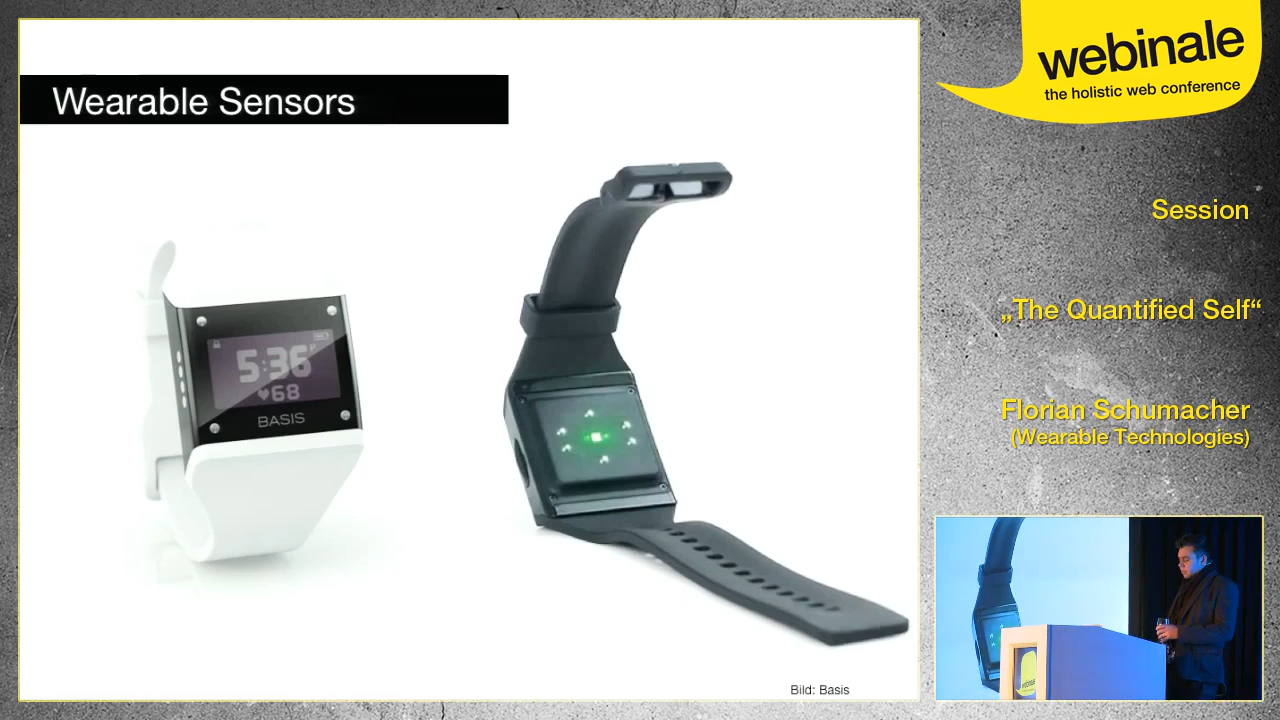 Wearable Sensors
5:36 P
♥68
BASIS
Bild: Basis
webinale
the holistic web conference
Session
„The Quantified Self“
Florian Schumacher
(Wearable Technologies)
webinale